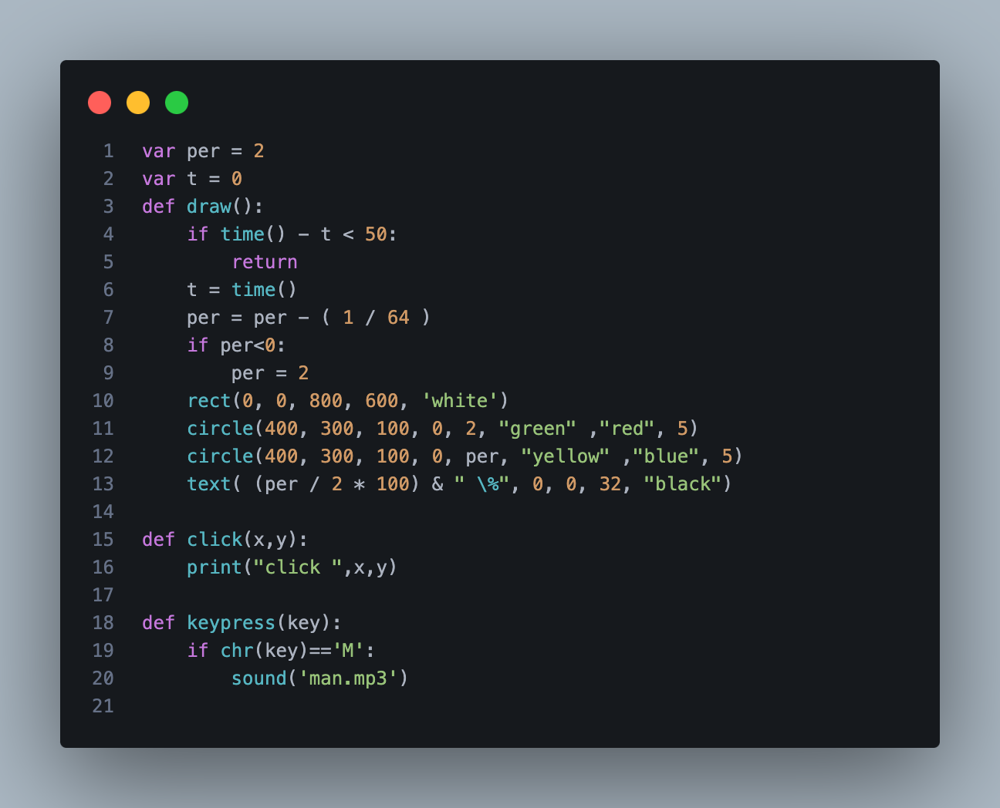 1 var per = 2
2 var t = 0
3 def draw():
4     if time() - t < 50:
5         return
6     t = time()
7     per = per - ( 1 / 64 )
8     if per<0:
9         per = 2
10     rect(0, 0, 800, 600, 'white')
11     circle(400, 300, 100, 0, 2, "green" ,"red", 5)
12     circle(400, 300, 100, 0, per, "yellow" ,"blue", 5)
13     text( (per / 2 * 100) & " \%", 0, 0, 32, "black")
14
15 def click(x,y):
16     print("click ",x,y)
17
18 def keypress(key):
19     if chr(key)=='M':
20         sound('man.mp3')
21